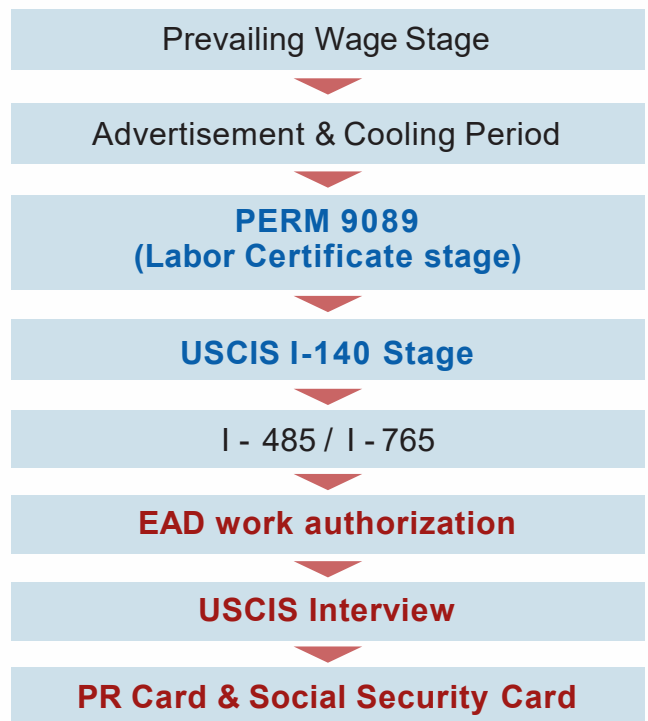 Prevailing Wage Stage
Advertisement & Cooling Period
PERM 9089
(Labor Certificate stage)
USCIS I-140 Stage
I - 485 / I - 765
EAD work authorization
USCIS Interview
PR Card & Social Security Card